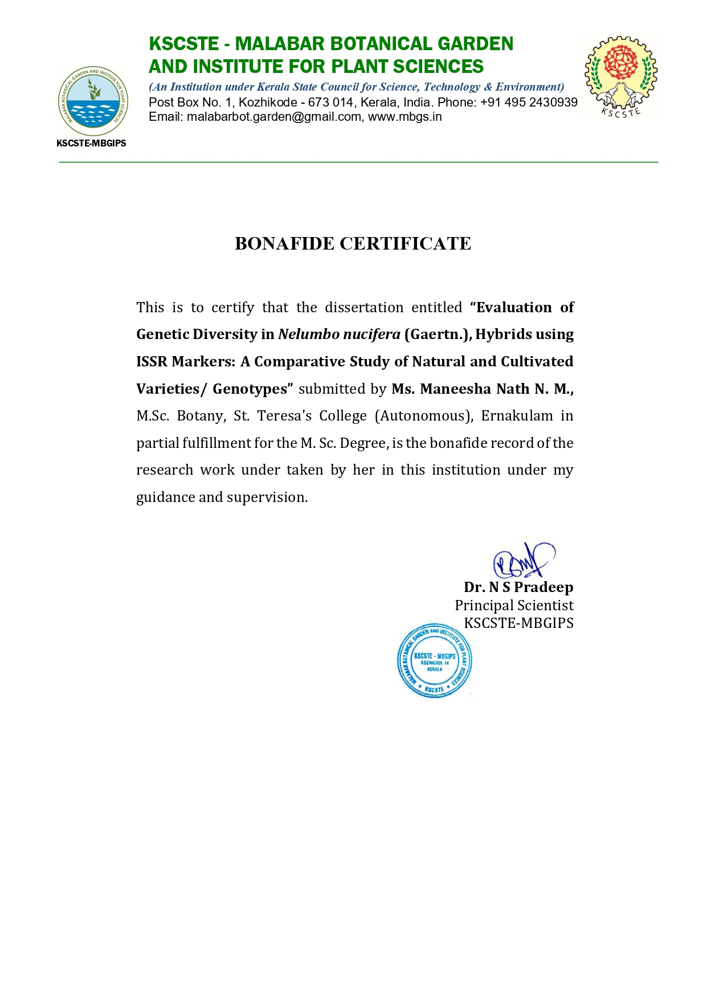 KSCSTE - MALABAR BOTANICAL GARDEN
AND INSTITUTE FOR PLANT SCIENCES
(An Institution under Kerala State Council for Science, Technology & Environment)
Post Box No. 1, Kozhikode - 673 014, Kerala, India. Phone: +91 495 2430939
Email: malabarbot.garden@gmail.com, www.mbgs.in
MALABAR BOTANICAL GARDEN AND INSTITUTE FOR PLANT SCIENCES
KSCSTE-MBGIPS
KSCSTE
BONAFIDE CERTIFICATE
This is to certify that the dissertation entitled “Evaluation of
Genetic Diversity in Nelumbo nucifera (Gaertn.), Hybrids using
ISSR Markers: A Comparative Study of Natural and Cultivated
Varieties/ Genotypes” submitted by Ms. Maneesha Nath N. M.,
M.Sc. Botany, St. Teresa's College (Autonomous), Ernakulam in
partial fulfillment for the M. Sc. Degree, is the bonafide record of the
research work under taken by her in this institution under my
guidance and supervision.
Dr. N S Pradeep
Principal Scientist
KSCSTE-MBGIPS
MALABAR BOTANICAL GARDEN AND INSTITUTE FOR PLANT SCIENCES
KSCSTE - MBGIPS
KOZHIKODE-14
KERALA
KSCSTE